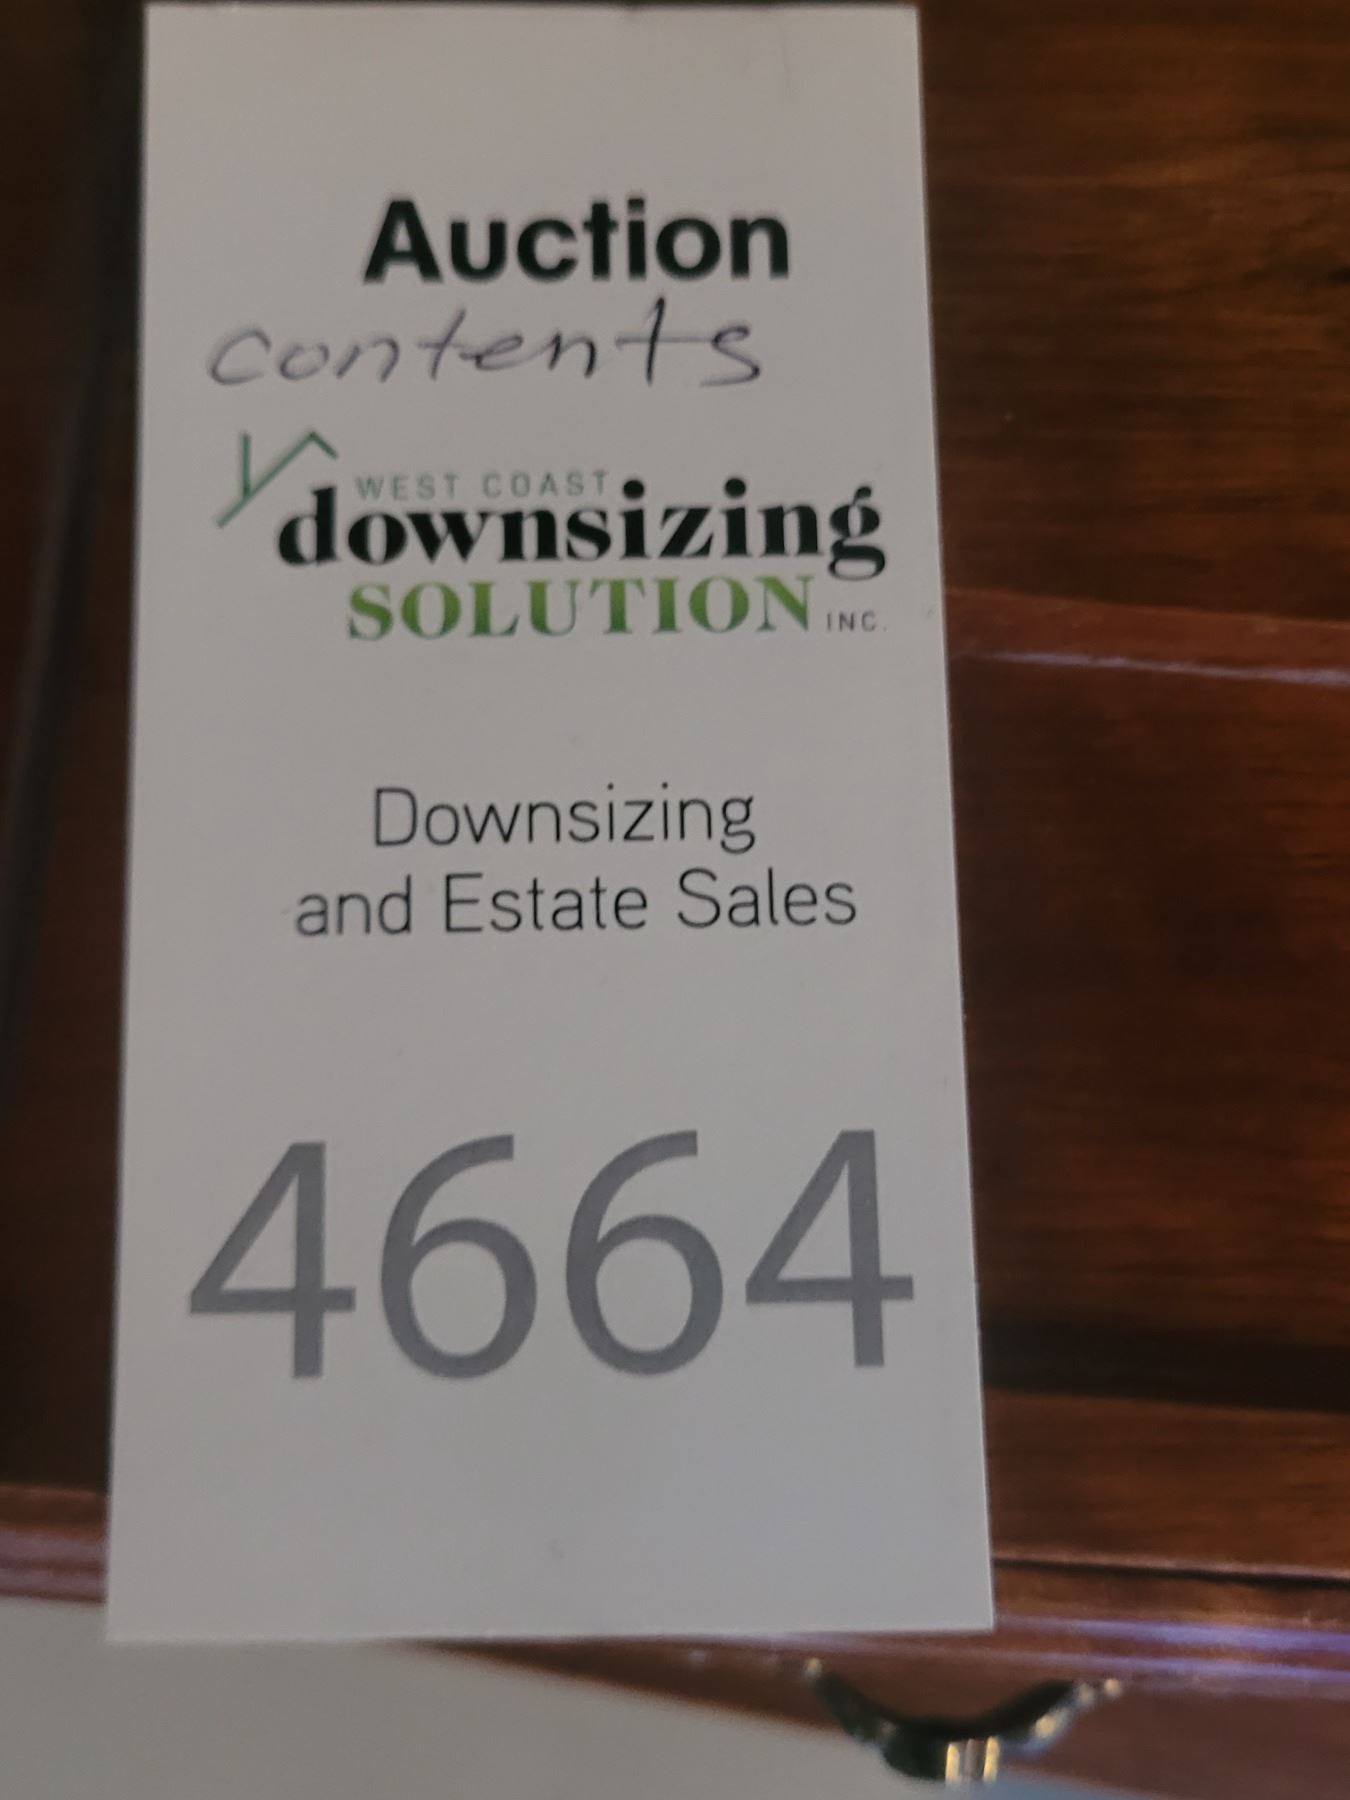 Auction
contents
WEST COAST
downsizing
SOLUTION INC.
Downsizing
and Estate Sales
4664